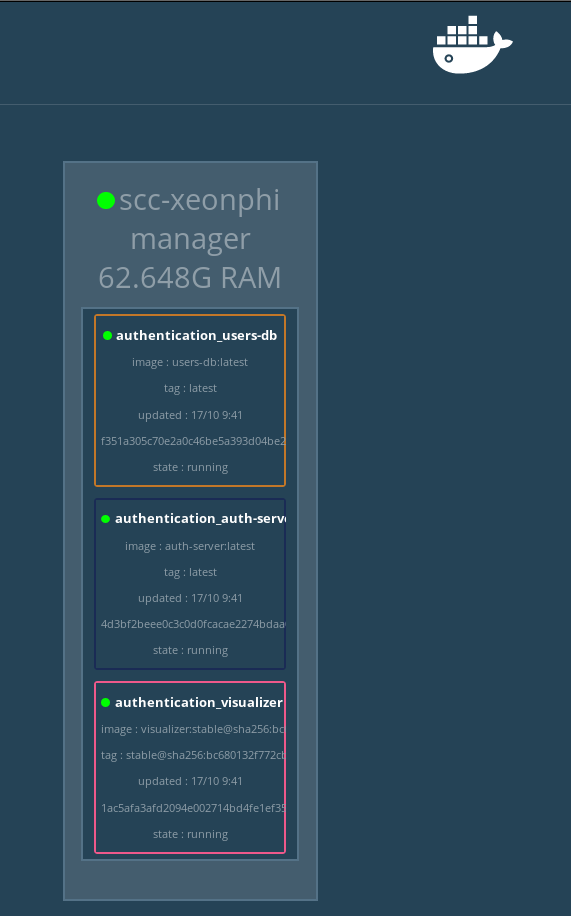 scc-xeonphi
manager
62.648G RAM
authentication_users-db
image : users-db:latest
tag : latest
updated : 17/10 9:41
f351a305c70e2a0c46be5a393d04be2
state : running
authentication_auth-serve
image : auth-server:latest
tag : latest
updated : 17/10 9:41
4d3bf2beee0c3c0d0fcacae2274bdaa
state : running
authentication_visualizer
image : visualizer:stable@sha256:bc
tag : stable@sha256:bc680132f772cb
updated : 17/10 9:41
1ac5afa3afd2094e002714bd4fe1ef35
state : running